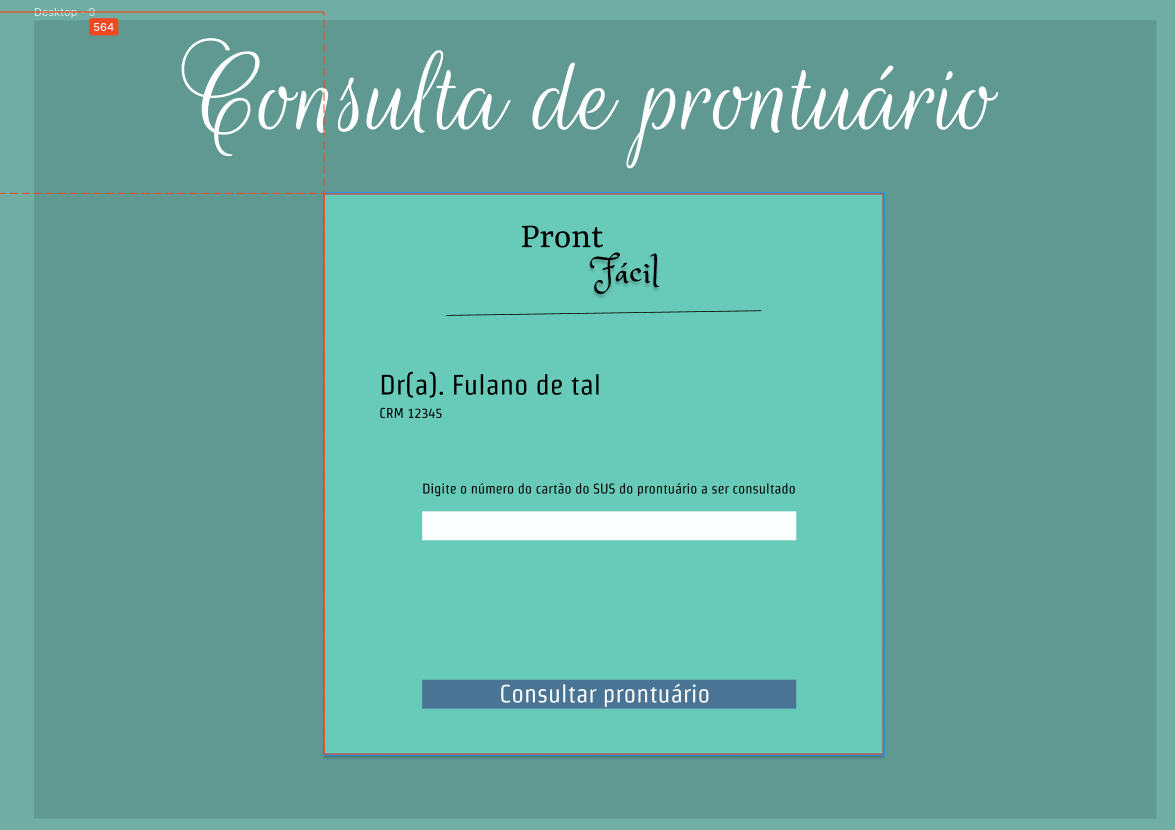 Desktop - 3
564
Consulta de prontuário
Pront
Fácil
Dr(a). Fulano de tal
CRM 12345
Digite o número do cartão do SUS do prontuário a ser consultado
Consultar prontuário